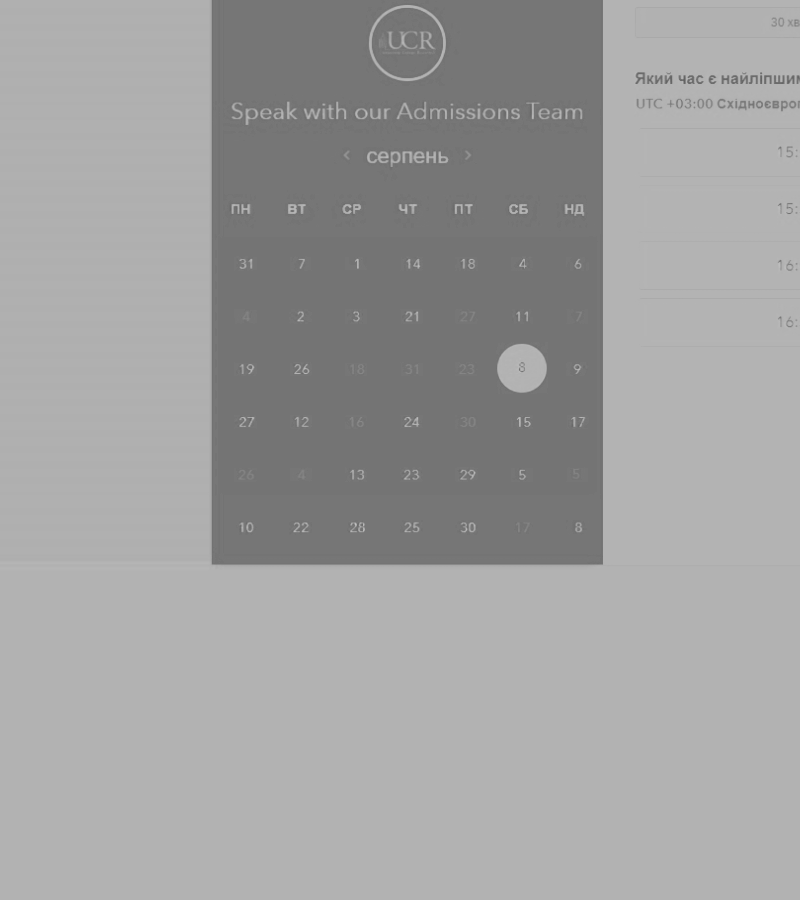 UCR
Speak with our Admissions Team
серпень
ПН ВТ СР ЧТ ПТ СБ НД
31 7 1 14 18 4 6
4 2 3 21 27 11 7
19 26 18 31 23 8 9
27 12 16 24 30 15 17
26 4 13 23 29 5 5
10 22 28 25 30 17 8
30 хв
Який час є найліпшим
UTC +03:00 Східноєвроп
15:
15:
16:
16: